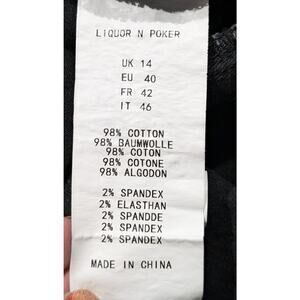 LIQUOR N POKER
UK 14
EU 40
FR 42
IT 46
98% COTTON
98% BAUMWOLLE
98% COTON
98% COTONE
98% ALGODON
2% SPANDEX
2% ELASTHAN
2% SPANDDE
2% SPANDEX
2% SPANDEX
MADE IN CHINA